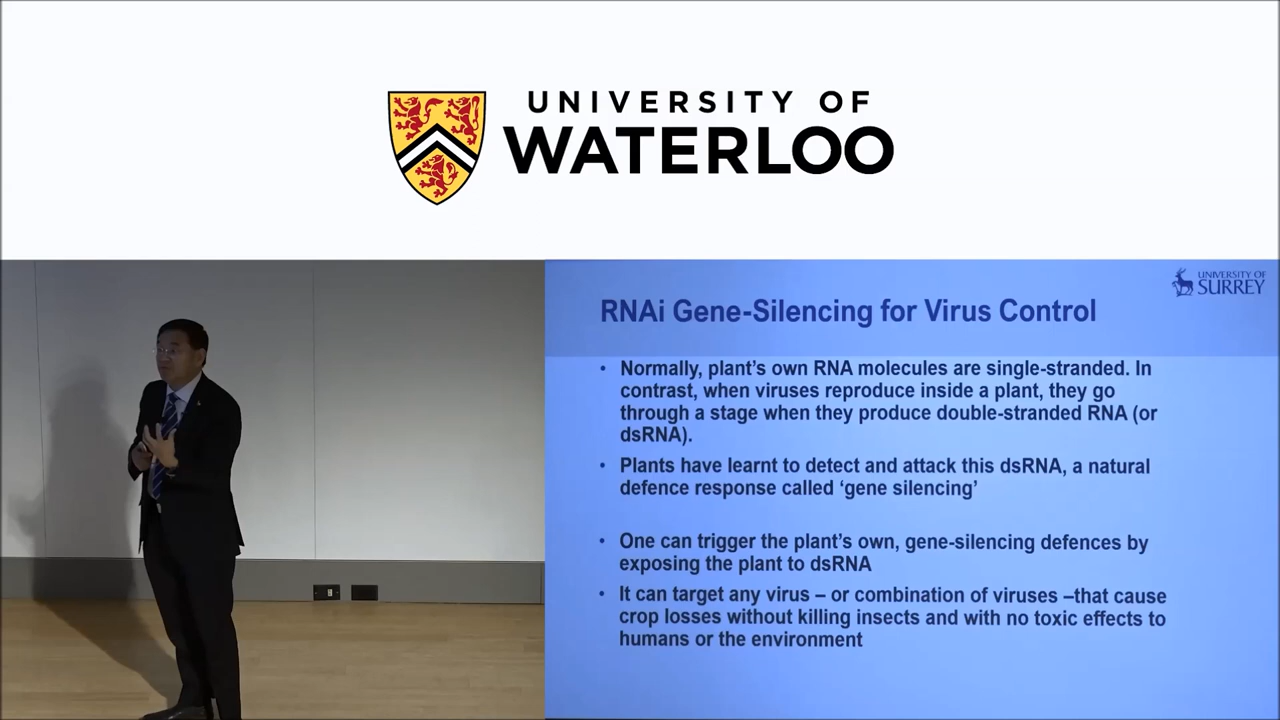 UNIVERSITY OF
WATERLOO
UNIVERSITY OF
SURREY
RNAi Gene-Silencing for Virus Control
• Normally, plant's own RNA molecules are single-stranded. In
contrast, when viruses reproduce inside a plant, they go
through a stage when they produce double-stranded RNA (or
dsRNA).
• Plants have learnt to detect and attack this dsRNA, a natural
defence response called ‘gene silencing’
• One can trigger the plant's own, gene-silencing defences by
exposing the plant to dsRNA
• It can target any virus – or combination of viruses –that cause
crop losses without killing insects and with no toxic effects to
humans or the environment